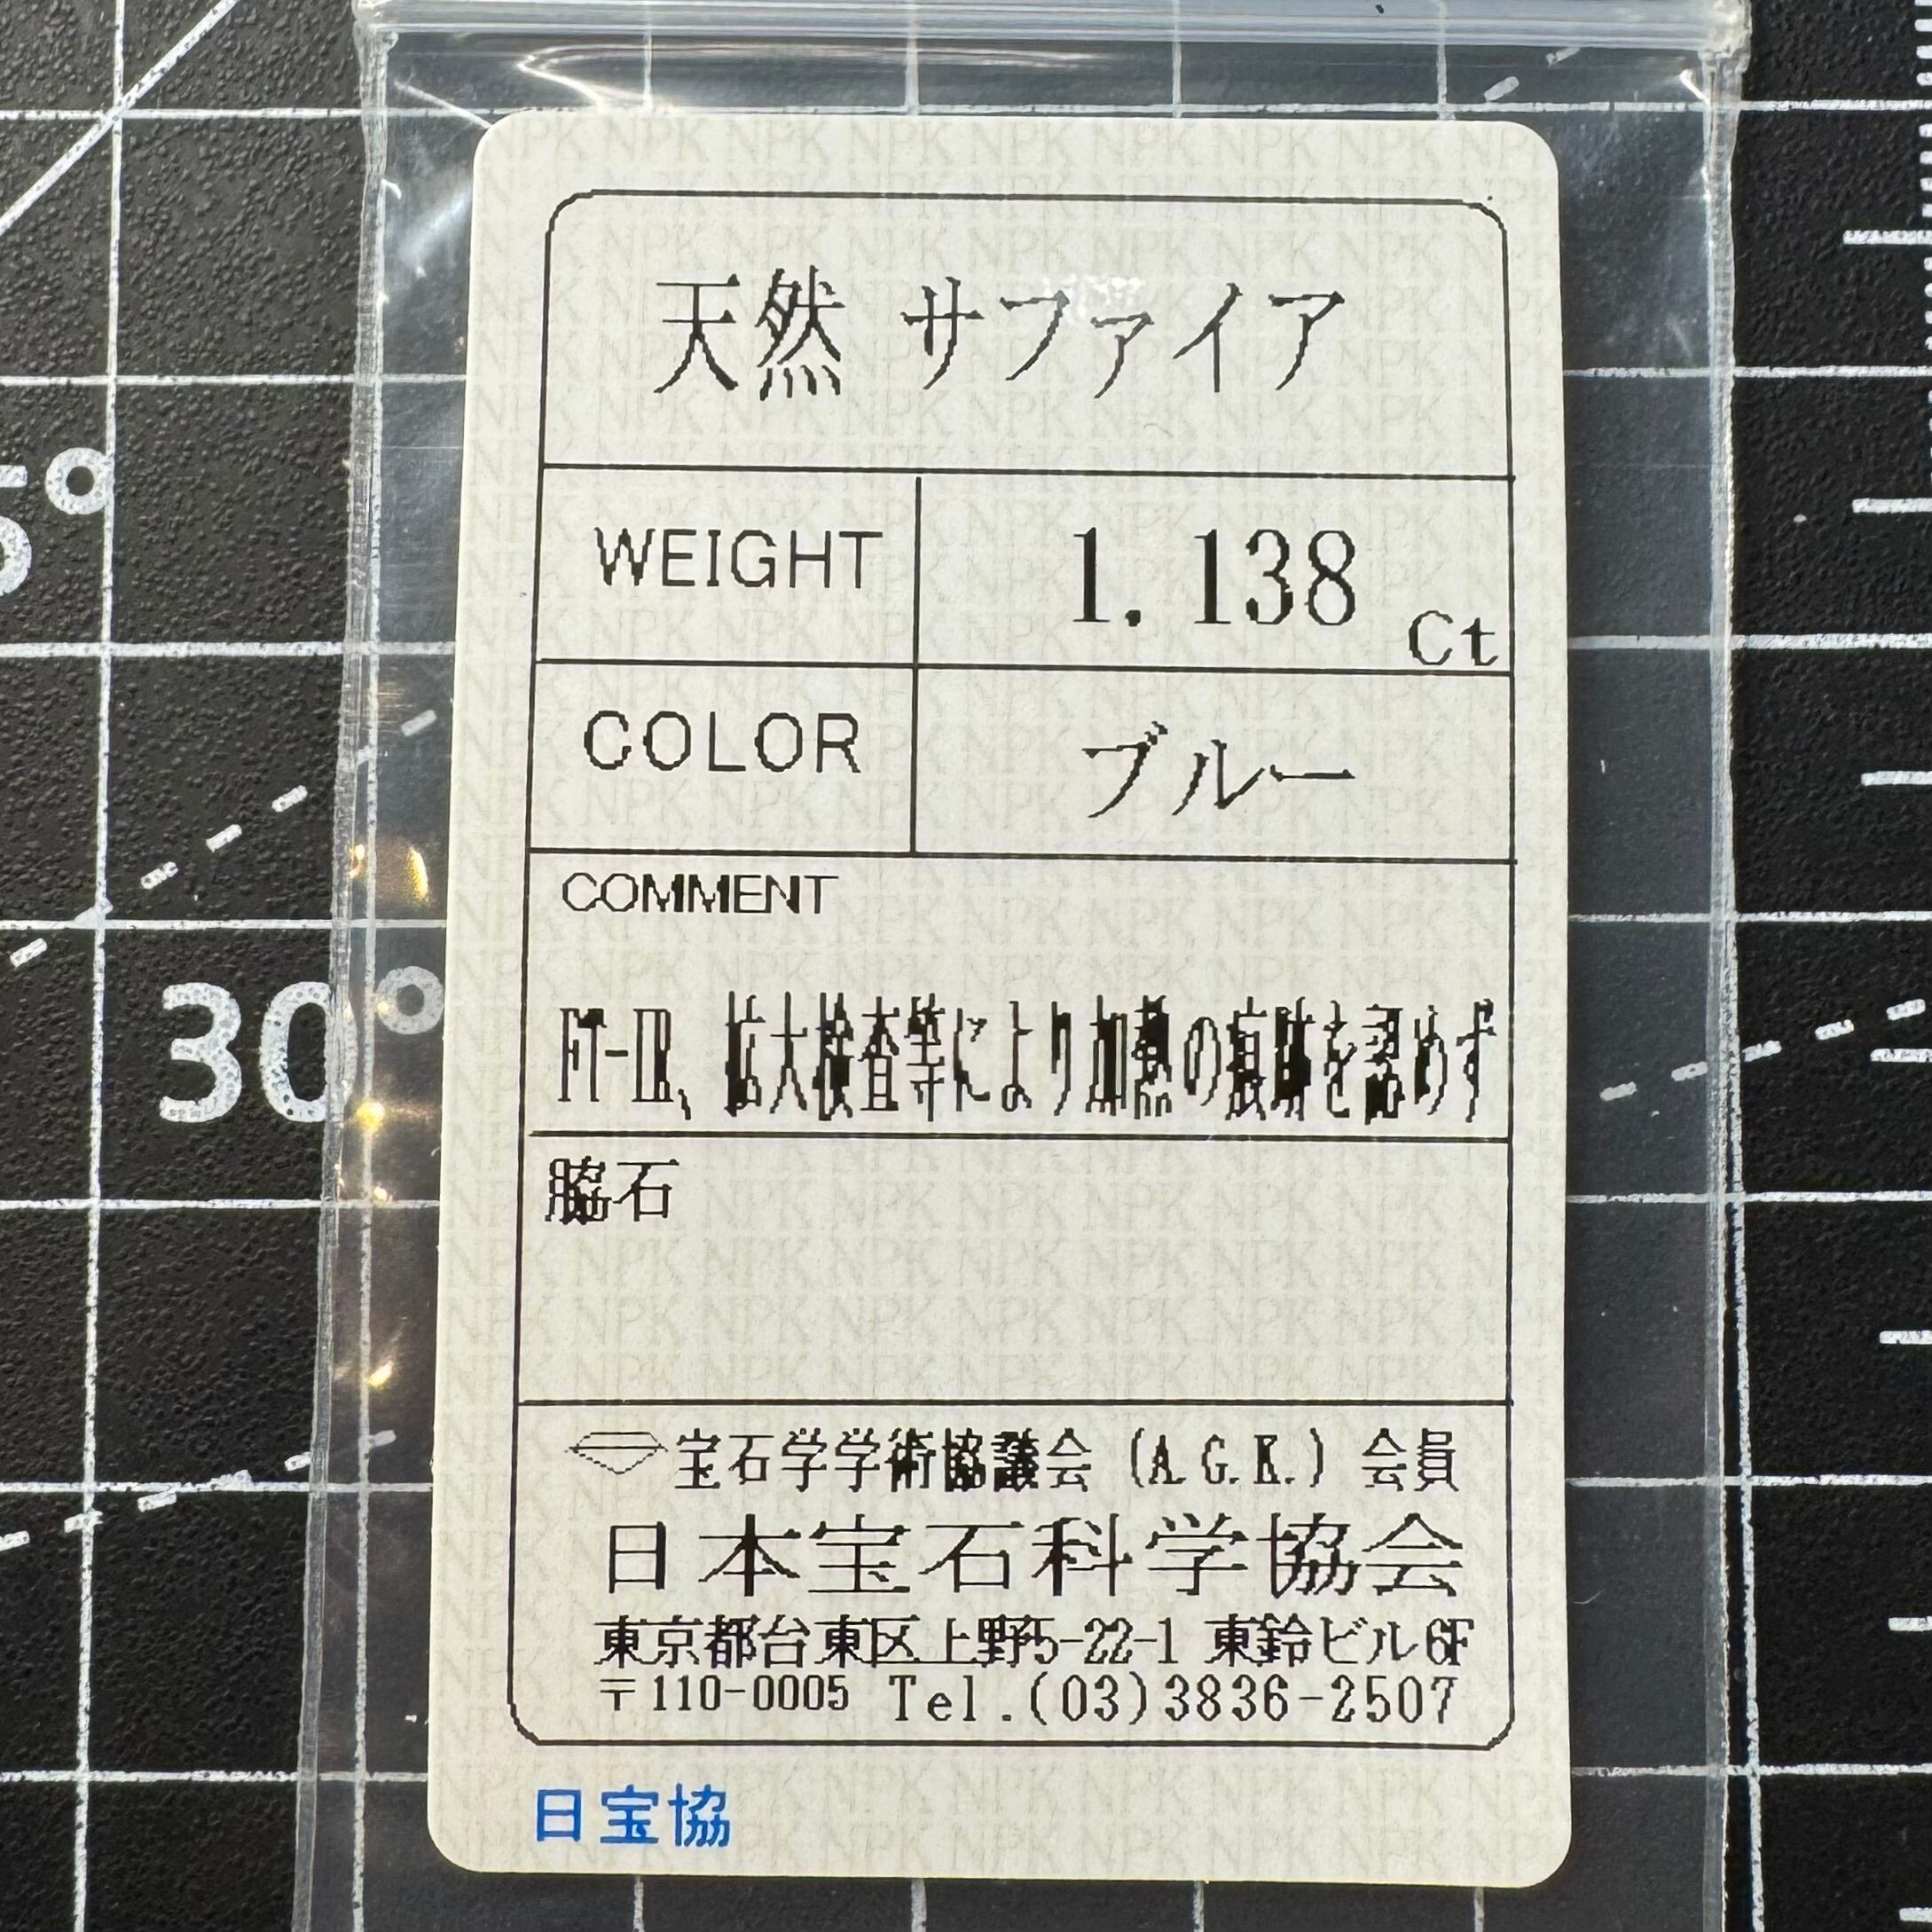 天然 サファイア
WEIGHT 1.138 Ct
COLOR ブルー
COMMENT
FT-IR、拡大検査等により加熱の痕跡を認めず
脇石
宝石学学術協議会 (A.G.K.) 会員
日本宝石科学協会
東京都台東区上野5-22-1 東鈴ビル6F
〒110-0005 Tel.(03)3836-2507
日宝協
5°
30°